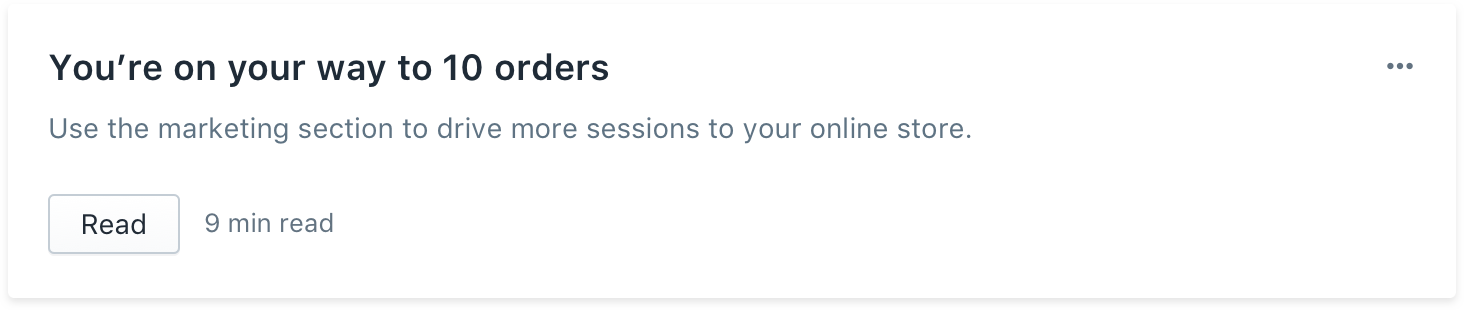 You’re on your way to 10 orders
Use the marketing section to drive more sessions to your online store.
Read
9 min read